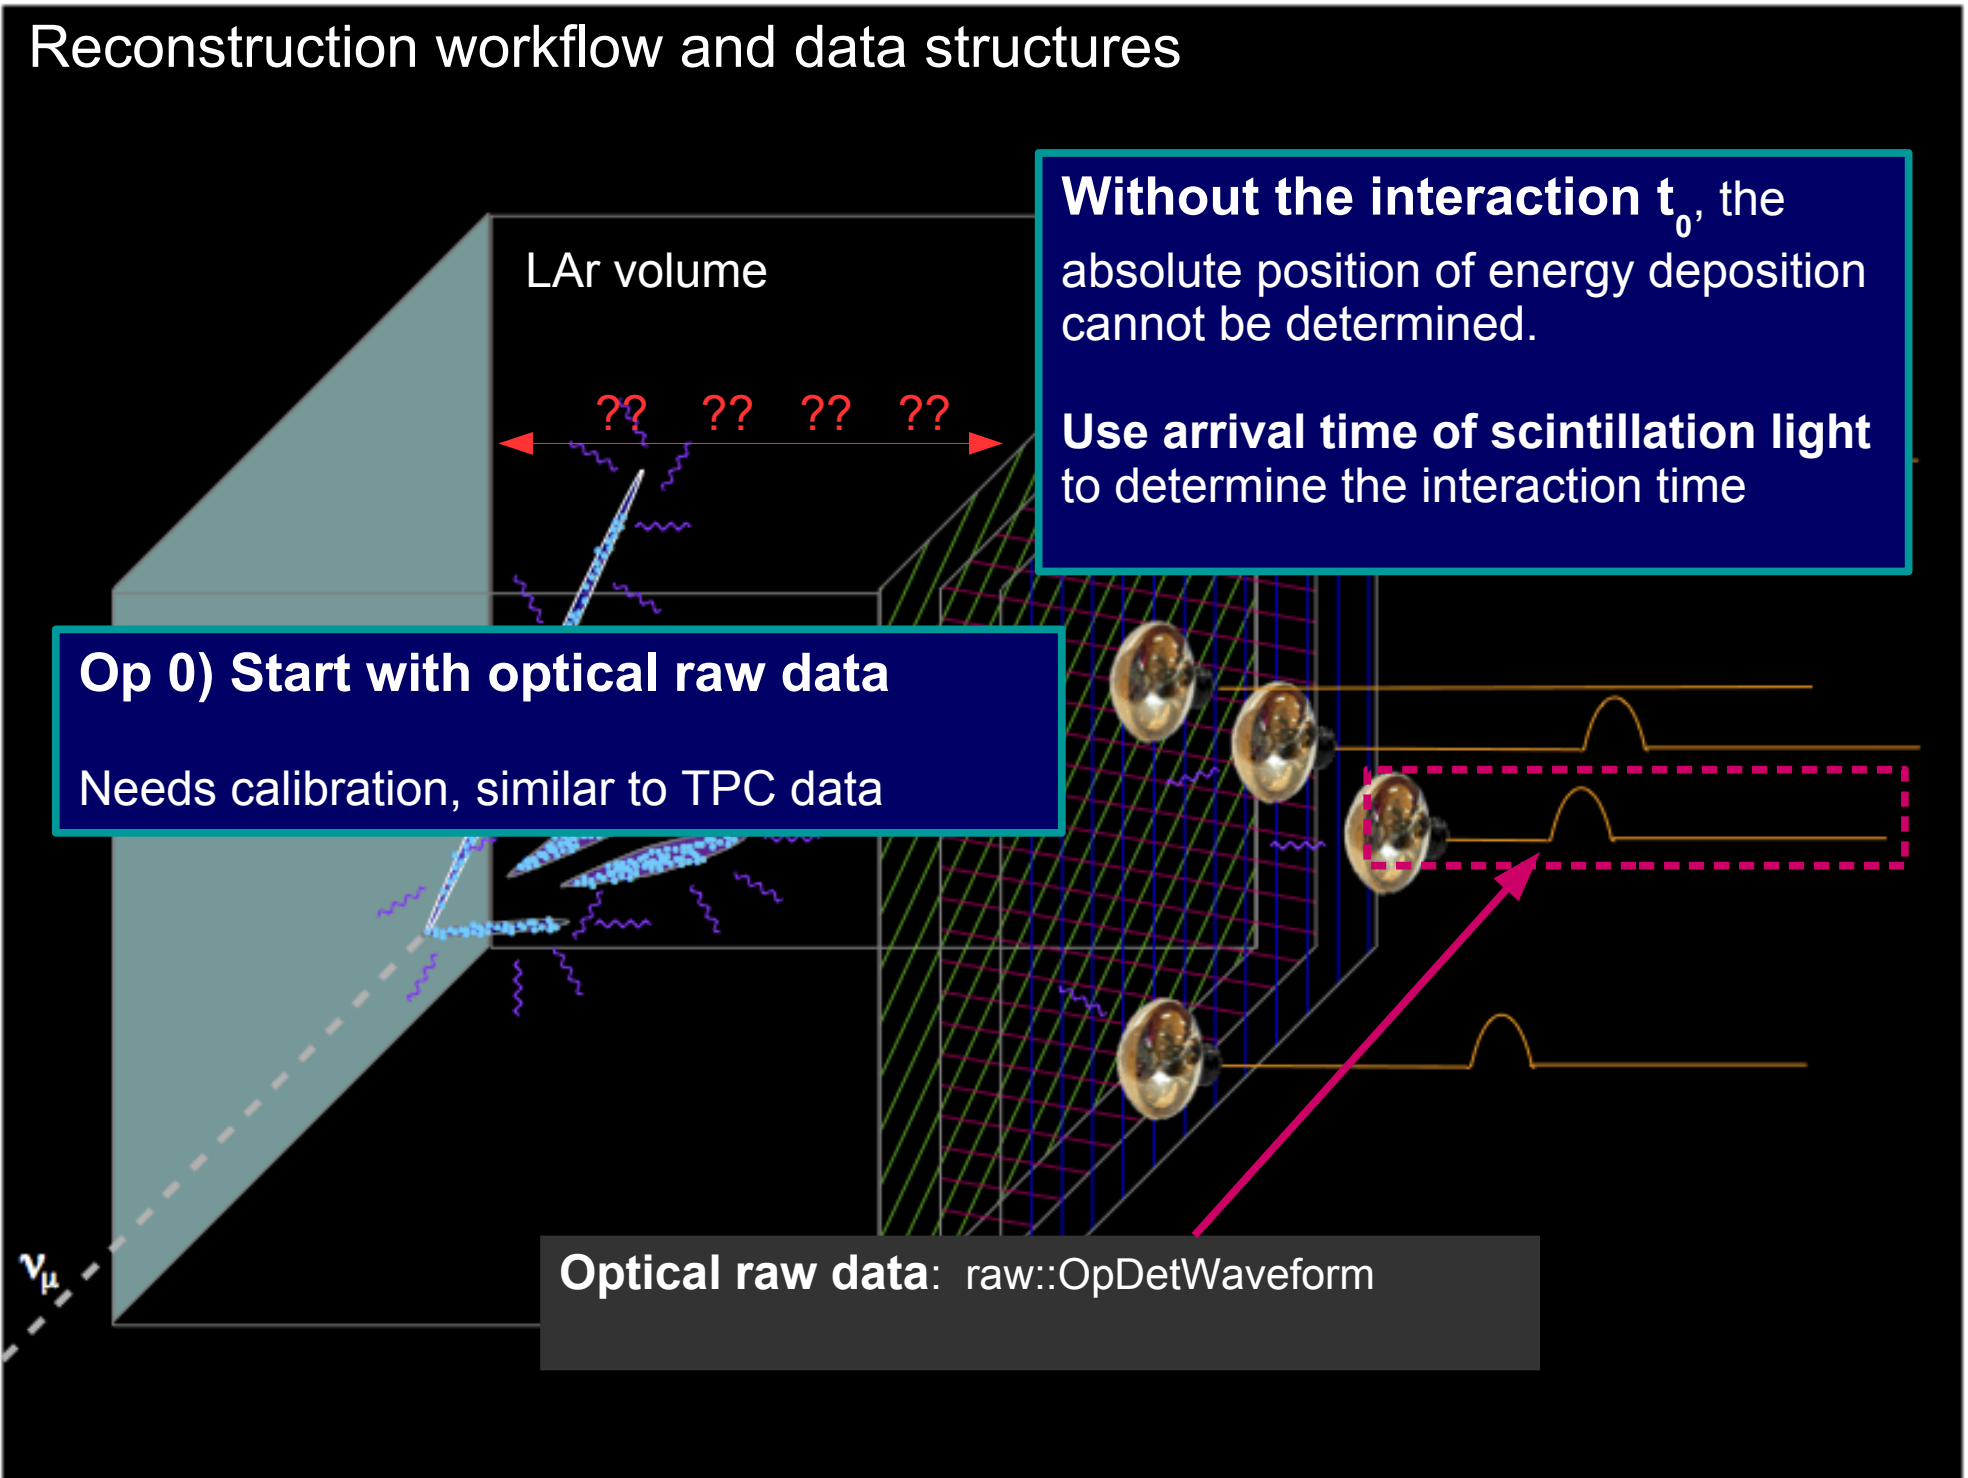 Reconstruction workflow and data structures
Without the interaction t₀, the
absolute position of energy deposition
cannot be determined.
Use arrival time of scintillation light
to determine the interaction time
LAr volume
?? ?? ?? ??
Op 0) Start with optical raw data
Needs calibration, similar to TPC data
νμ
Optical raw data: raw::OpDetWaveform